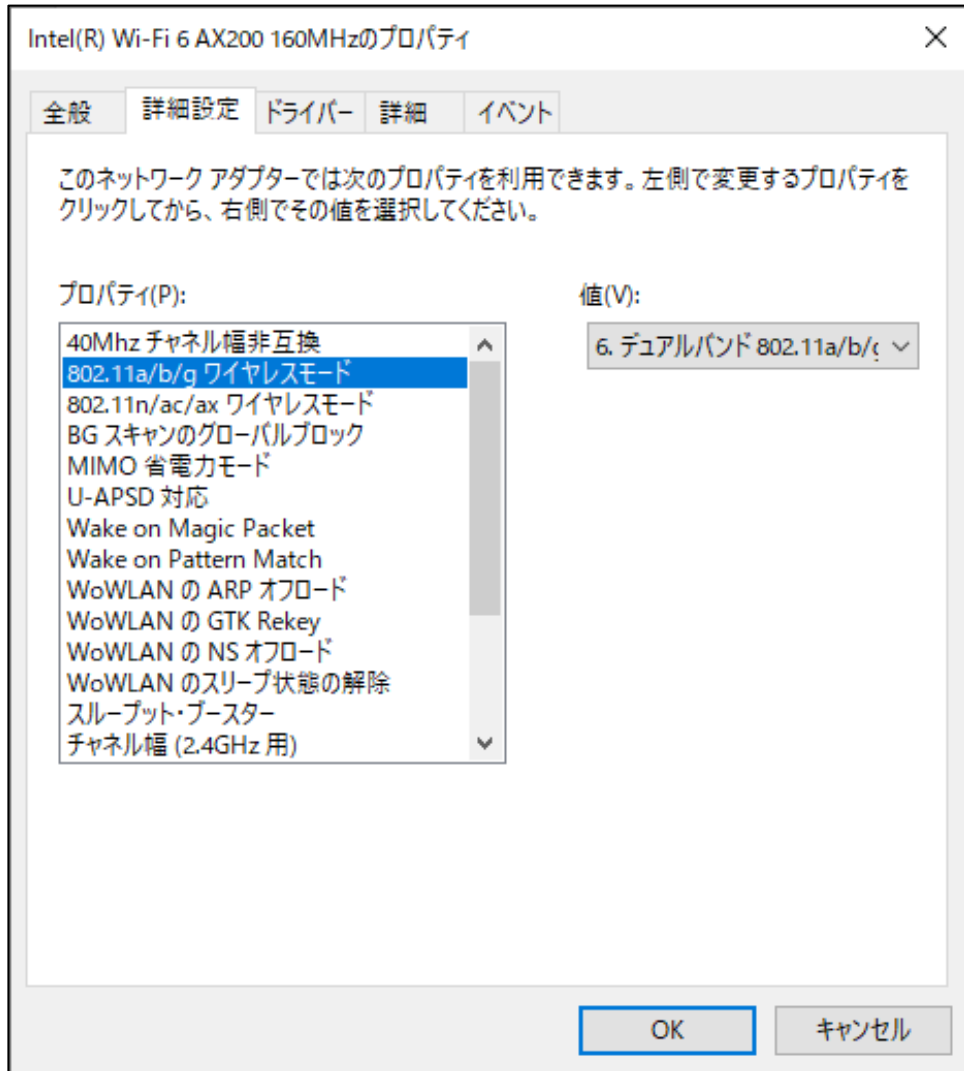 Intel(R) Wi-Fi 6 AX200 160MHzのプロパティ
全般 詳細設定 ドライバー 詳細 イベント
このネットワーク アダプターでは次のプロパティを利用できます。左側で変更するプロパティを
クリックしてから、右側でその値を選択してください。
プロパティ(P):
値(V):
40Mhz チャネル幅非互換
802.11a/b/g ワイヤレスモード
802.11n/ac/ax ワイヤレスモード
BG スキャンのグローバルブロック
MIMO 省電力モード
U-APSD 対応
Wake on Magic Packet
Wake on Pattern Match
WoWLAN の ARP オフロード
WoWLAN の GTK Rekey
WoWLAN の NS オフロード
WoWLAN のスリープ状態の解除
スループット・ブースター
チャネル幅 (2.4GHz 用)
6. デュアルバンド 802.11a/b/g
OK キャンセル